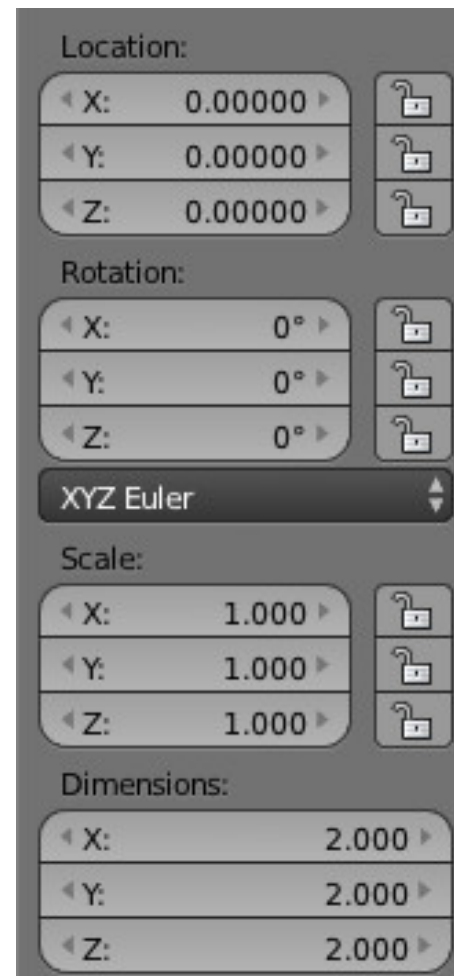 Location:
X: 0.00000
Y: 0.00000
Z: 0.00000
Rotation:
X: 0°
Y: 0°
Z: 0°
XYZ Euler
Scale:
X: 1.000
Y: 1.000
Z: 1.000
Dimensions:
X: 2.000
Y: 2.000
Z: 2.000